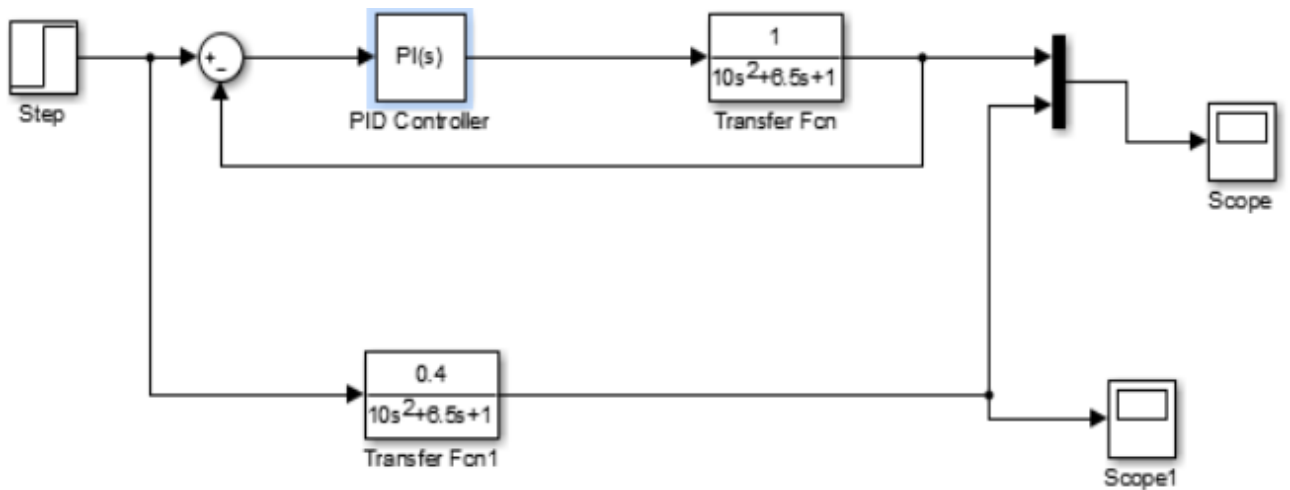 Step
+
−
PI(s)
PID Controller
1
10s²+6.5s+1
Transfer Fcn
Scope
0.4
10s²+6.5s+1
Transfer Fcn1
Scope1